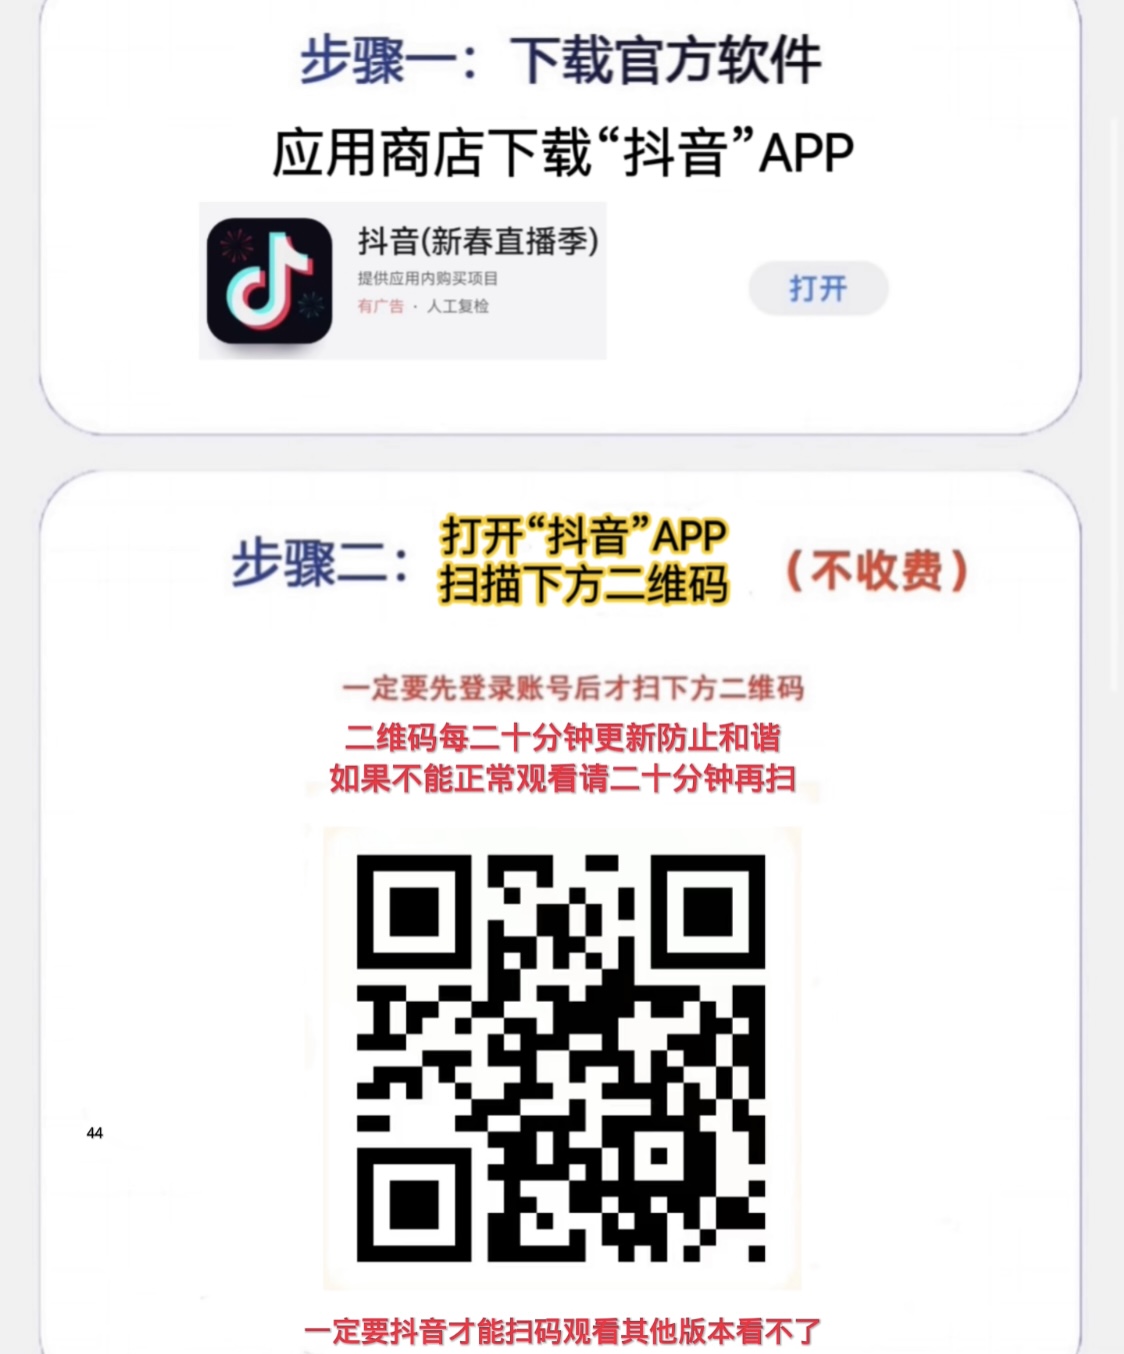 步骤一：下载官方软件
应用商店下载“抖音”APP
抖音(新春直播季)
提供应用内购买项目
有广告 · 人工复检
打开
步骤二：
打开“抖音”APP
扫描下方二维码
（不收费）
一定要先登录账号后才扫下方二维码
二维码每二十分钟更新防止和谐
如果不能正常观看请二十分钟再扫
44
一定要抖音才能扫码观看其他版本看不了